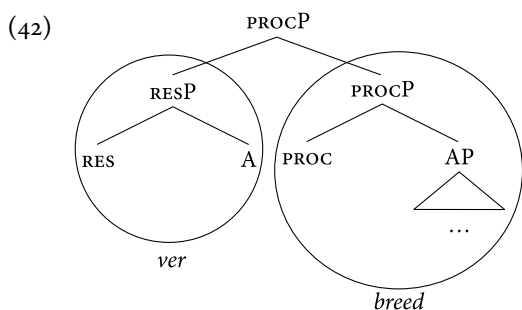 (42) PROCP
RESP PROCP
RES A PROC AP
...
ver
breed